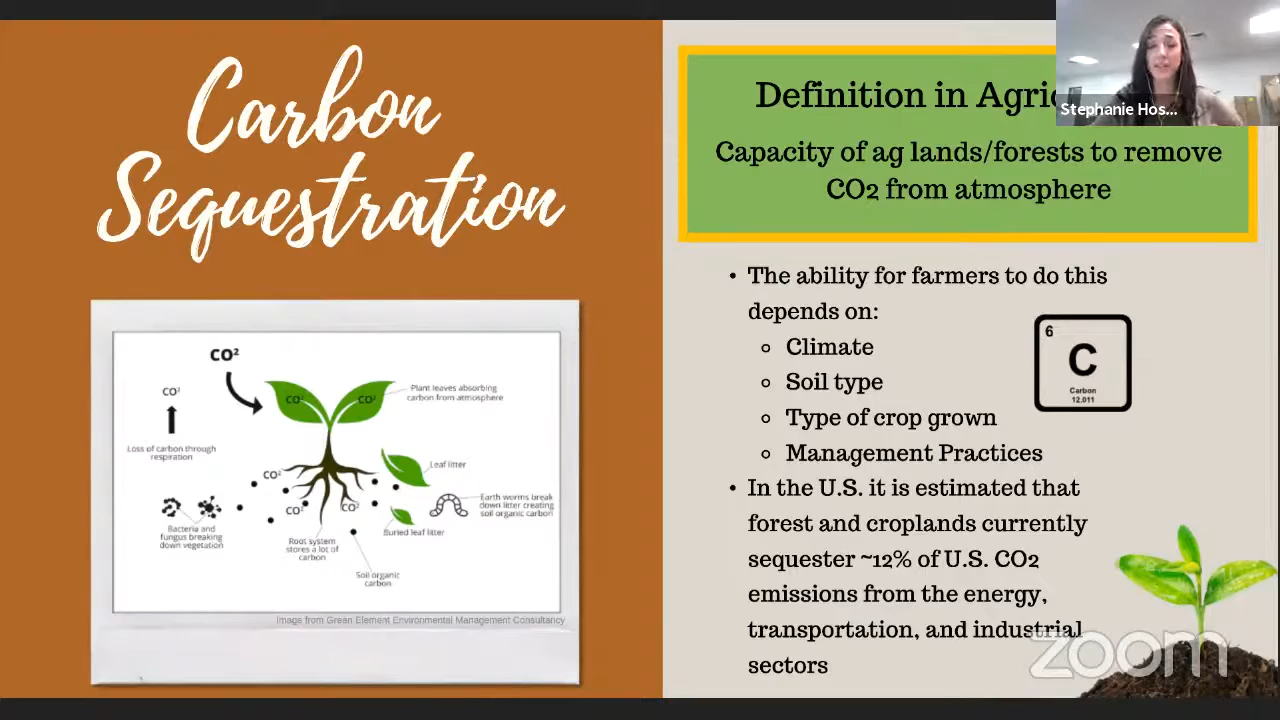 Carbon
Sequestration
CO²
CO²
CO²
CO²
Plant leaves absorbing
carbon from atmosphere
Loss of carbon through
respiration
Leaf litter
CO²
CO²
CO²
Earth worms break
down litter creating
soil organic carbon
Bacteria and
fungus breaking
down vegetation
Buried leaf litter
Root system
stores a lot of
carbon
Soil organic
carbon
Image from Green Element Environmental Management Consultancy
Definition in Agric
Capacity of ag lands/forests to remove
CO2 from atmosphere
Stephanie Hos...
• The ability for farmers to do this
depends on:
Climate
Soil type
Type of crop grown
Management Practices
6
C
Carbon
12.011
• In the U.S. it is estimated that
forest and croplands currently
sequester ~12% of U.S. CO2
emissions from the energy,
transportation, and industrial
sectors
zoom